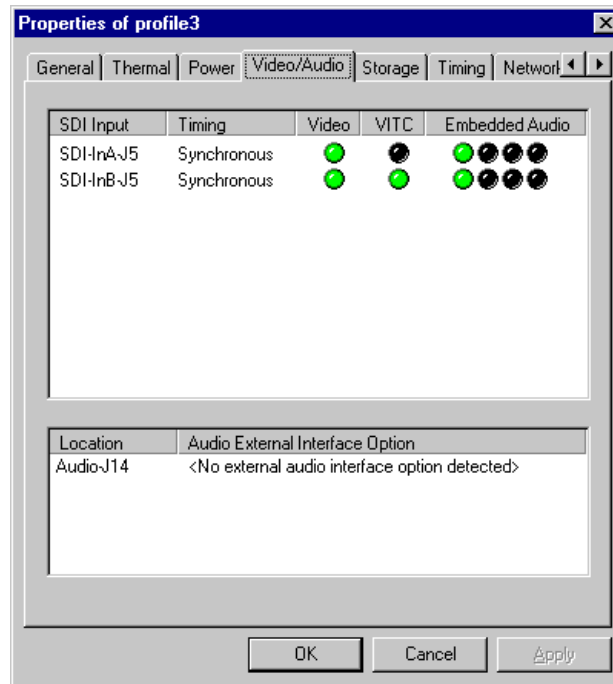 Properties of profile3
General Thermal Power Video/Audio Storage Timing Network
SDI Input Timing Video VITC Embedded Audio
SDI-InA-J5 Synchronous
SDI-InB-J5 Synchronous
Location Audio External Interface Option
Audio-J14 <No external audio interface option detected>
OK Cancel Apply